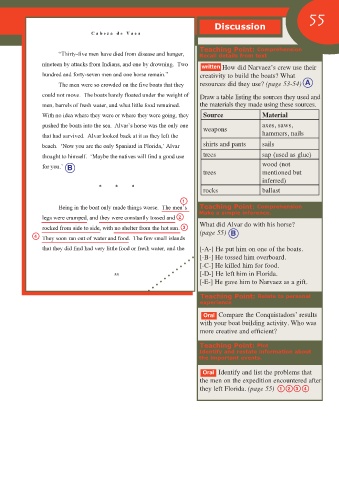 Cabeza de Vaca
Discussion
55
"Thirty-five men have died from disease and hunger,
nineteen by attacks from Indians, and one by drowning. Two
hundred and forty-seven men and one horse remain."
The men were so crowded on the five boats that they
could not move. The boats barely floated under the weight of
men, barrels of fresh water, and what little food remained.
With no idea where they were or where they were going, they
pushed the boats into the sea. Alvar's horse was the only one
that had survived. Alvar looked back at it as they left the
beach. 'Now you are the only Spaniard in Florida,' Alvar
thought to himself. 'Maybe the natives will find a good use
for you.' B
* * *
1
Being in the boat only made things worse. The men's
legs were cramped, and they were constantly tossed and 2
rocked from side to side, with no shelter from the hot sun. 3
4 They soon ran out of water and food. The few small islands
that they did find had very little food or fresh water, and the
Teaching Point:
written How did Narvaez's crew use their
creativity to build the boats? What
resources did they use? (page 53-54) A
Draw a table listing the sources they used and
the materials they made using these sources.
Source Material
weapons axes, saws,
hammers, nails
shirts and pants sails
trees sap (used as glue)
trees wood (not
mentioned but
inferred)
rocks ballast
Teaching Point:
What did Alvar do with his horse?
(page 55) B
[-A-] He put him on one of the boats.
[-B-] He tossed him overboard.
[-C-] He killed him for food.
[-D-] He left him in Florida.
[-E-] He gave him to Narvaez as a gift.
Teaching Point: Relate to personal
experience
Oral Compare the Conquistadors' results
with your boat building activity. Who was
more creative and efficient?
Teaching Point: Plot
Identify and restate information about
the important events
Oral Identify and list the problems that
the men on the expedition encountered after
they left Florida. (page 55) 1 2 3 4